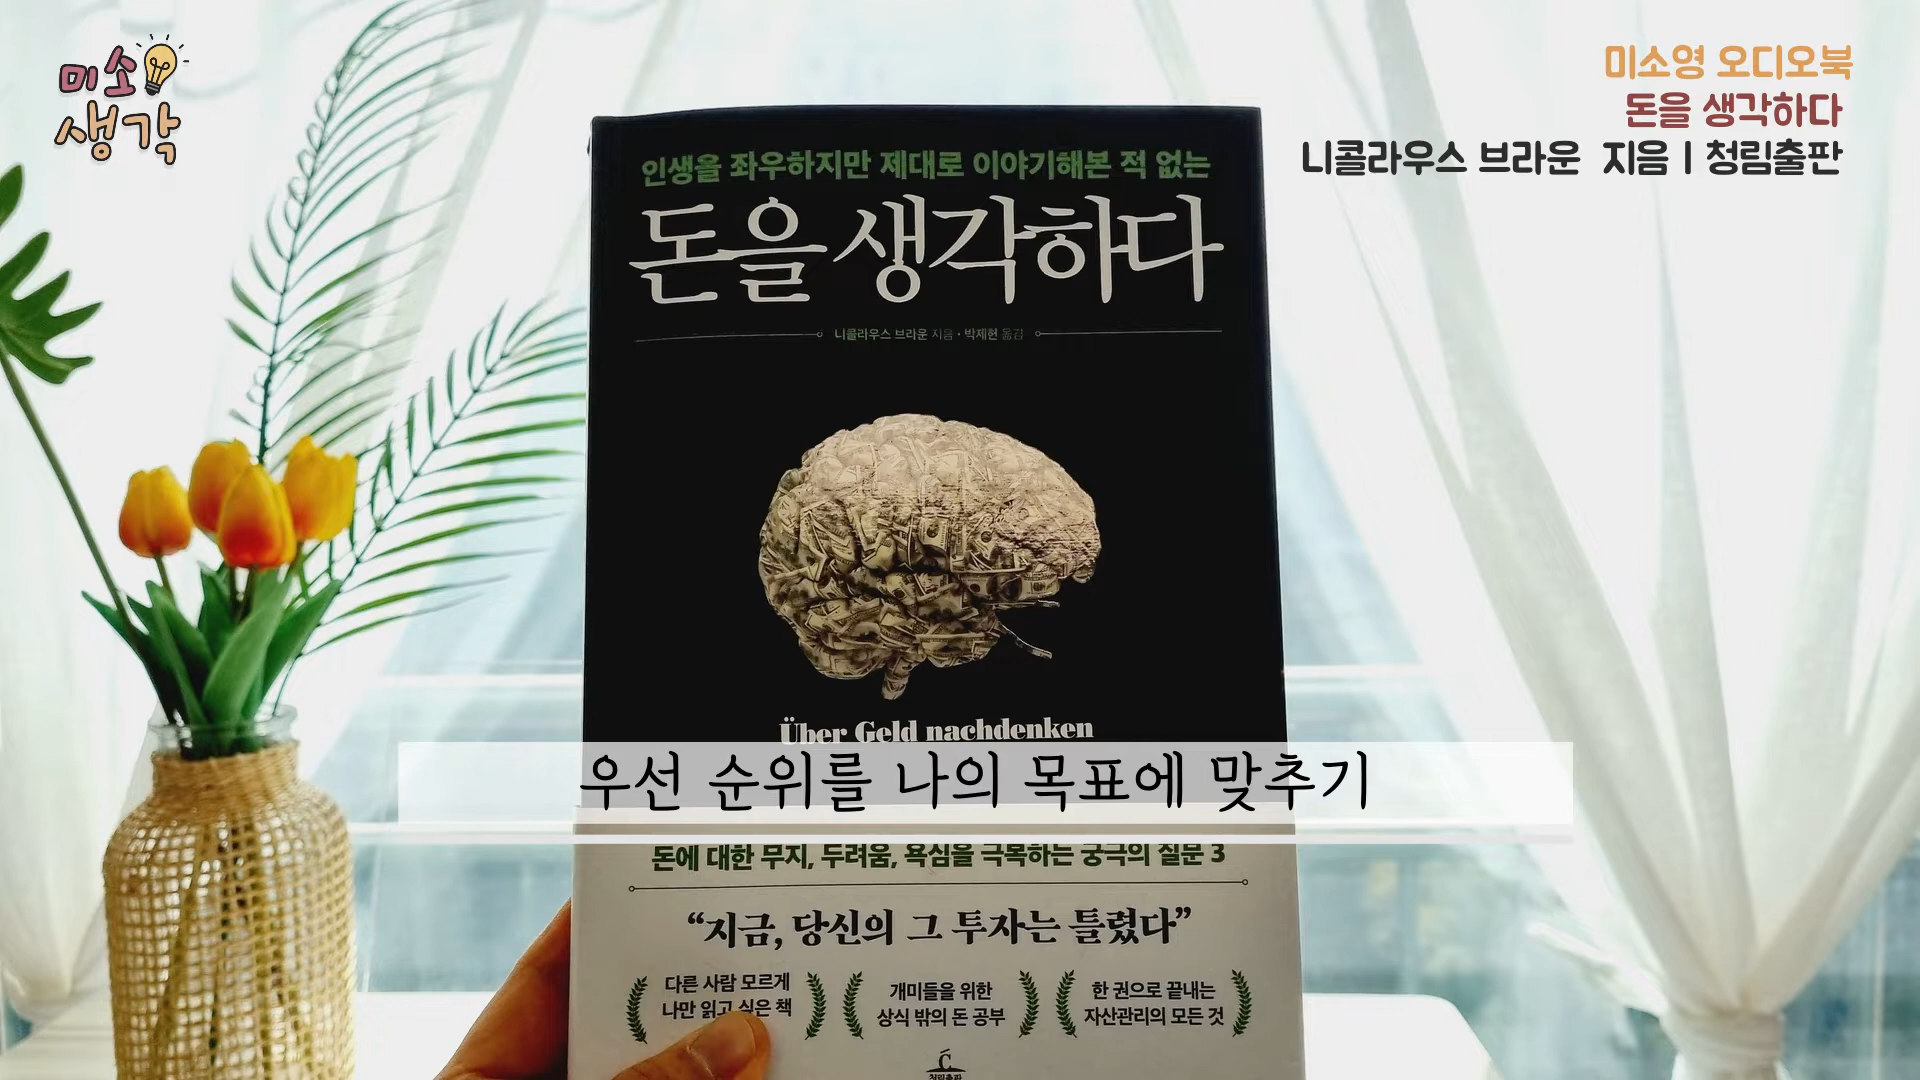 미소
생각
미소영 오디오북
돈을 생각하다
니콜라우스 브라운 지음 | 청림출판
인생을 좌우하지만 제대로 이야기해본 적 없는
돈을 생각하다
니콜라우스 브라운 지음 · 박제헌 옮김
Über Geld nachdenken
우선 순위를 나의 목표에 맞추기
돈에 대한 무지, 두려움, 욕심을 극복하는 궁극의 질문 3
“지금, 당신의 그 투자는 틀렸다”
다른 사람 모르게
나만 읽고 싶은 책
개미들을 위한
상식 밖의 돈 공부
한 권으로 끝내는
자산관리의 모든 것
청림출판